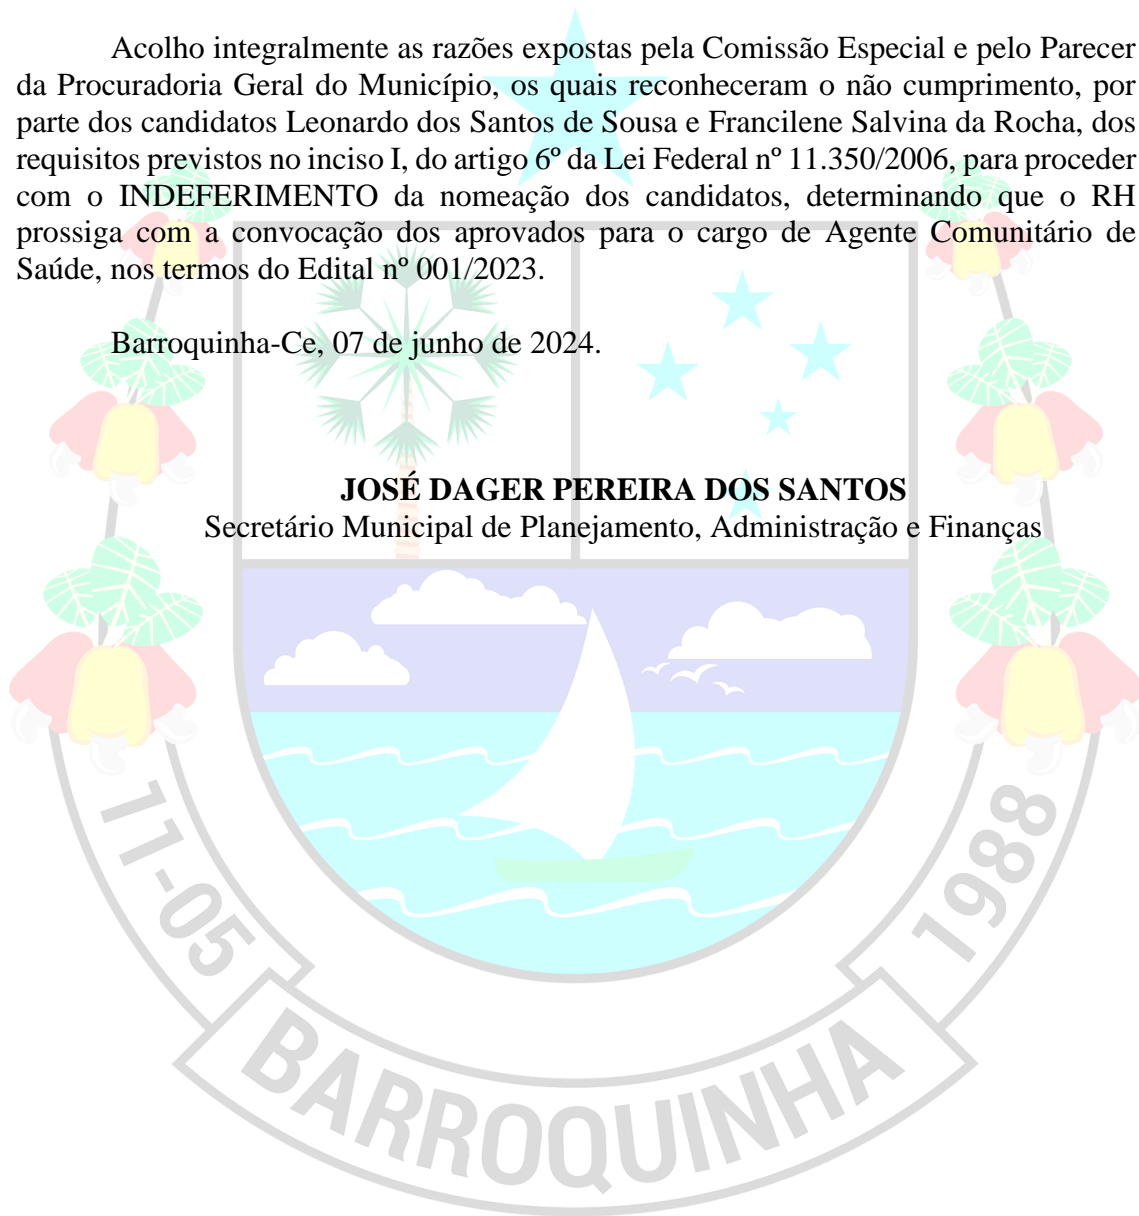 Acolho integralmente as razões expostas pela Comissão Especial e pelo Parecer
da Procuradoria Geral do Município, os quais reconheceram o não cumprimento, por
parte dos candidatos Leonardo dos Santos de Sousa e Francilene Salvina da Rocha, dos
requisitos previstos no inciso I, do artigo 6º da Lei Federal nº 11.350/2006, para proceder
com o INDEFERIMENTO da nomeação dos candidatos, determinando que o RH
prossiga com a convocação dos aprovados para o cargo de Agente Comunitário de
Saúde, nos termos do Edital nº 001/2023.
Barroquinha-Ce, 07 de junho de 2024.
JOSÉ DAGER PEREIRA DOS SANTOS
Secretário Municipal de Planejamento, Administração e Finanças
11-05
1988
BARROQUINHA